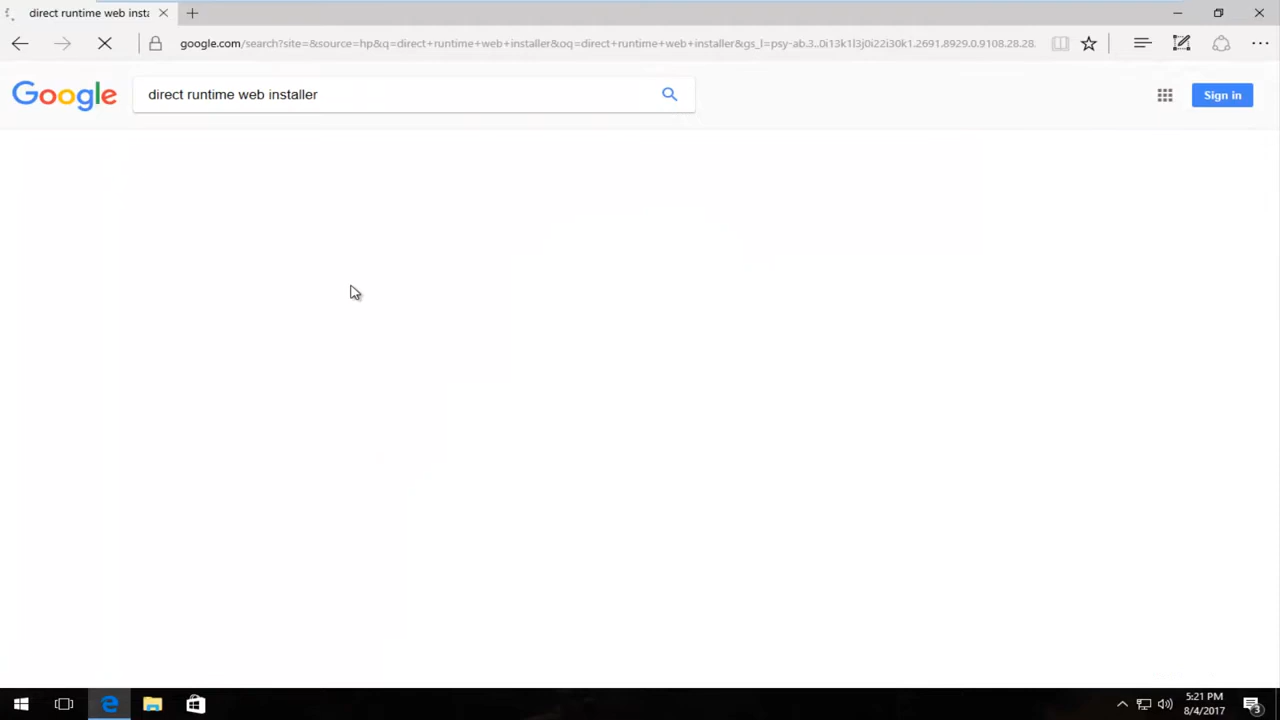 direct runtime web insta
google.com/search?site=&source=hp&q=direct+runtime+web+installer&oq=direct+runtime+web+installer&gs_l=psy-ab.3..0i13k1l3j0i22i30k1.2691.8929.0.9108.28.28.
Google
direct runtime web installer
Sign in
5:21 PM
8/4/2017
3